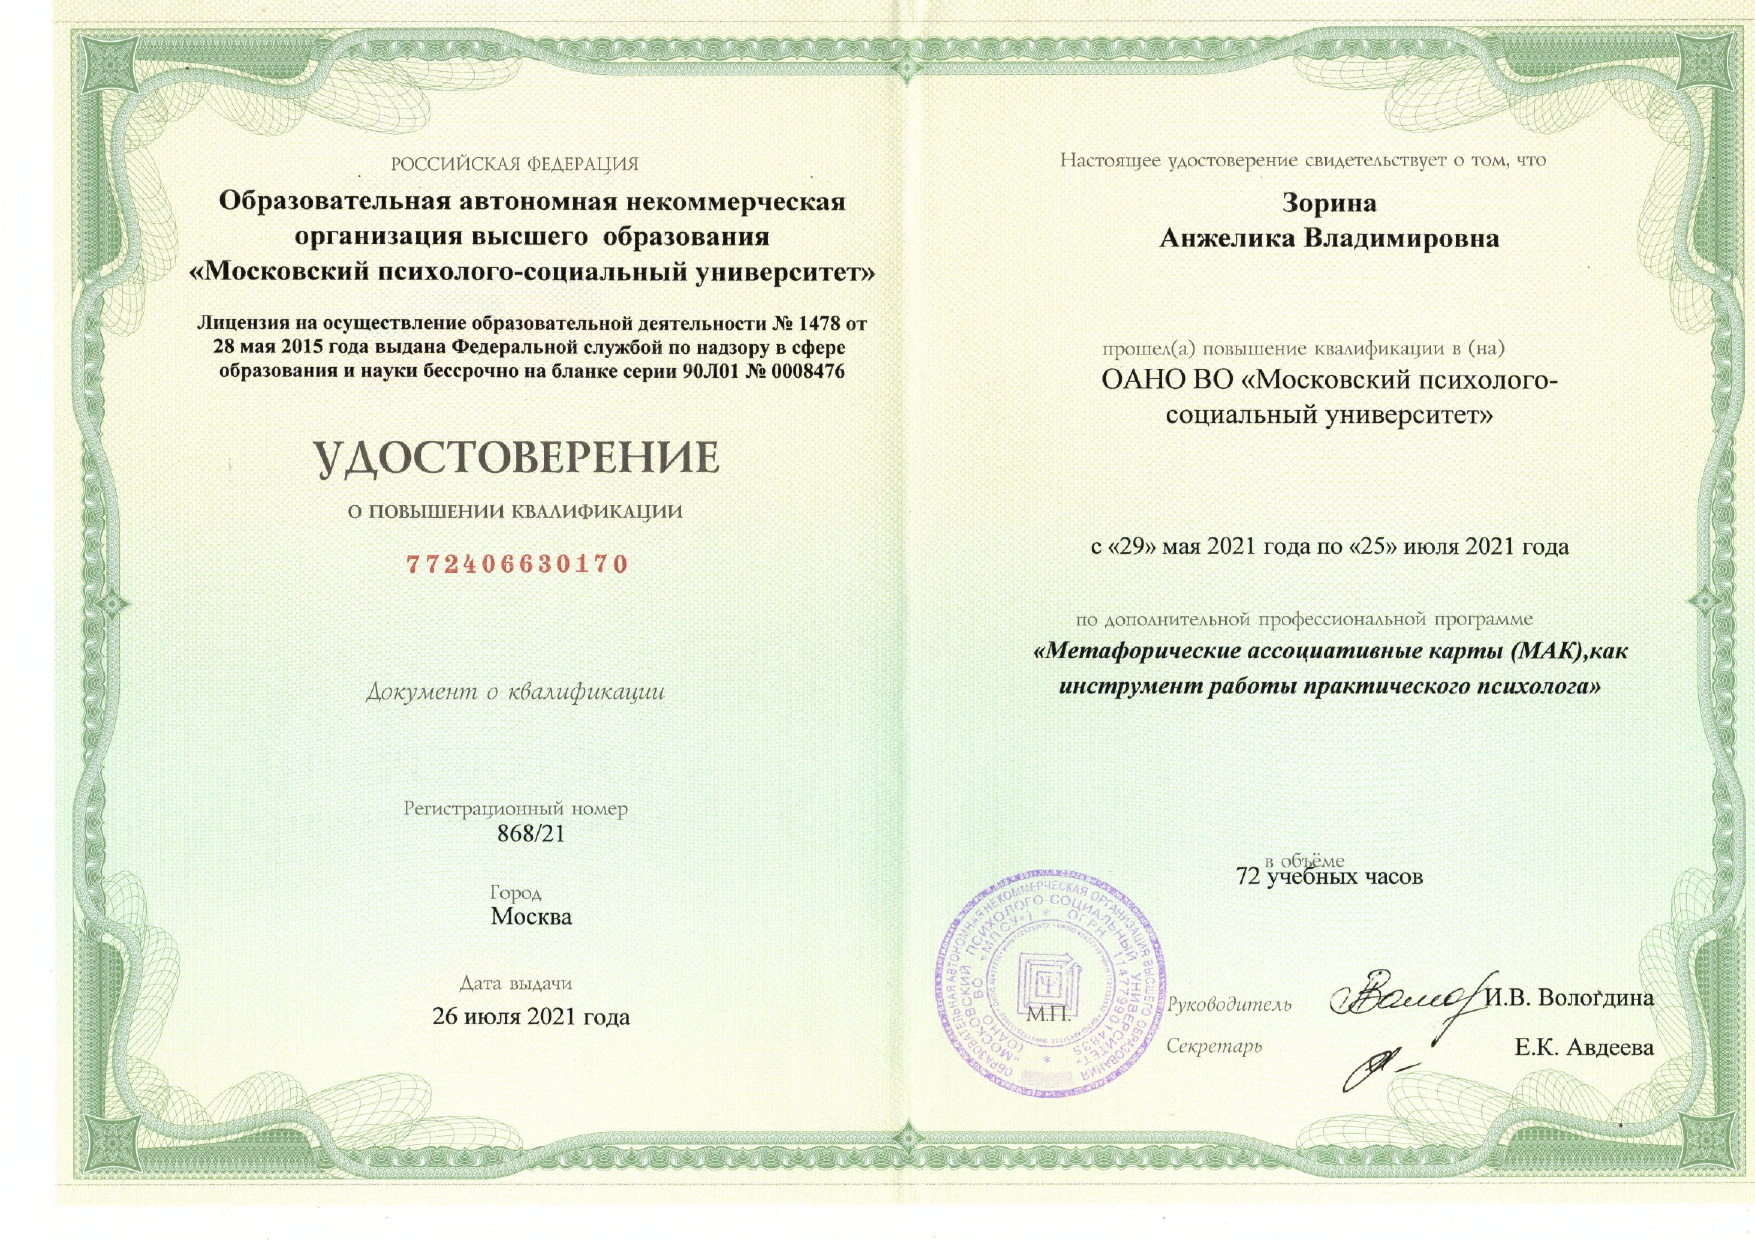 РОССИЙСКАЯ ФЕДЕРАЦИЯ
Образовательная автономная некоммерческая
организация высшего образования
«Московский психолого-социальный университет»
Лицензия на осуществление образовательной деятельности № 1478 от
28 мая 2015 года выдана Федеральной службой по надзору в сфере
образования и науки бессрочно на бланке серии 90Л01 № 0008476
УДОСТОВЕРЕНИЕ
О ПОВЫШЕНИИ КВАЛИФИКАЦИИ
772406630170
Документ о квалификации
Регистрационный номер
868/21
Город
Москва
Дата выдачи
26 июля 2021 года
Настоящее удостоверение свидетельствует о том, что
Зорина
Анжелика Владимировна
прошел(а) повышение квалификации в (на)
ОАНО ВО «Московский психолого-
социальный университет»
с «29» мая 2021 года по «25» июля 2021 года
по дополнительной профессиональной программе
«Метафорические ассоциативные карты (МАК),как
инструмент работы практического психолога»
в объёме
72 учебных часов
ОБРАЗОВАТЕЛЬНАЯ АВТОНОМНАЯ НЕКОММЕРЧЕСКАЯ ОРГАНИЗАЦИЯ ВЫСШЕГО ОБРАЗОВАНИЯ
«МОСКОВСКИЙ ПСИХОЛОГО-СОЦИАЛЬНЫЙ УНИВЕРСИТЕТ»
(ОАНО ВО «МПСУ») * ОГРН 1147799014835
М.П.
Руководитель И.В. Вологдина
Секретарь Е.К. Авдеева